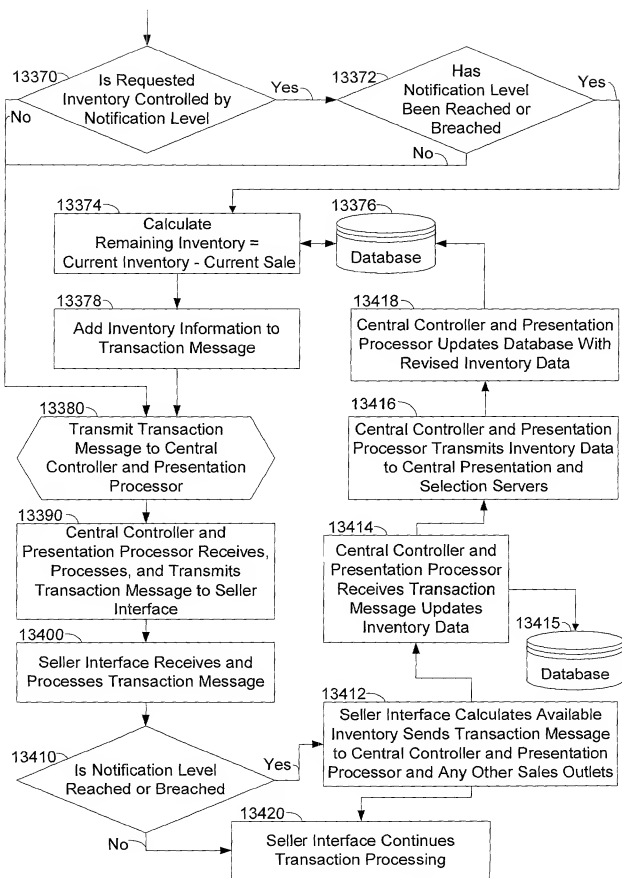 13370
Is Requested
Inventory Controlled by
Notification Level
Yes
No
13372
Has
Notification Level
Been Reached or
Breached
Yes
No
13374
Calculate
Remaining Inventory =
Current Inventory - Current Sale
13376
Database
13378
Add Inventory Information to
Transaction Message
13418
Central Controller and Presentation
Processor Updates Database With
Revised Inventory Data
13380
Transmit Transaction
Message to Central
Controller and Presentation
Processor
13416
Central Controller and Presentation
Processor Transmits Inventory Data
to Central Presentation and
Selection Servers
13390
Central Controller and
Presentation Processor Receives,
Processes, and Transmits
Transaction Message to Seller
Interface
13414
Central Controller and
Presentation Processor
Receives Transaction
Message Updates
Inventory Data
13415
Database
13400
Seller Interface Receives and
Processes Transaction Message
13412
Seller Interface Calculates Available
Inventory Sends Transaction Message
to Central Controller and Presentation
Processor and Any Other Sales Outlets
13410
Is Notification Level
Reached or Breached
Yes
No
13420
Seller Interface Continues
Transaction Processing